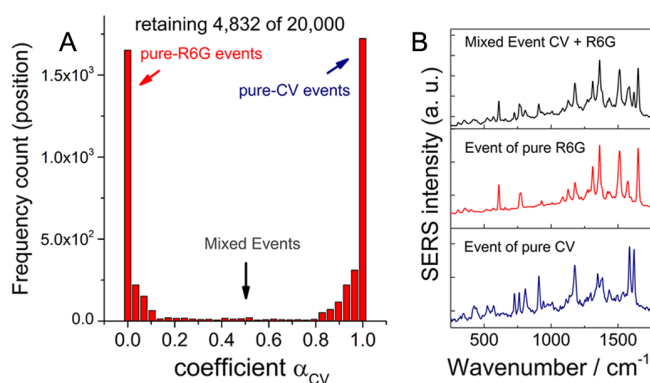 retaining 4,832 of 20,000
A
pure-R6G events
pure-CV events
Mixed Events
Frequency count (position)
1.5x10³
1.0x10³
5.0x10²
0.0
0.0 0.2 0.4 0.6 0.8 1.0
coefficient α_CV
B
Mixed Event CV + R6G
Event of pure R6G
Event of pure CV
SERS intensity (a. u.)
500 1000 1500
Wavenumber / cm⁻¹